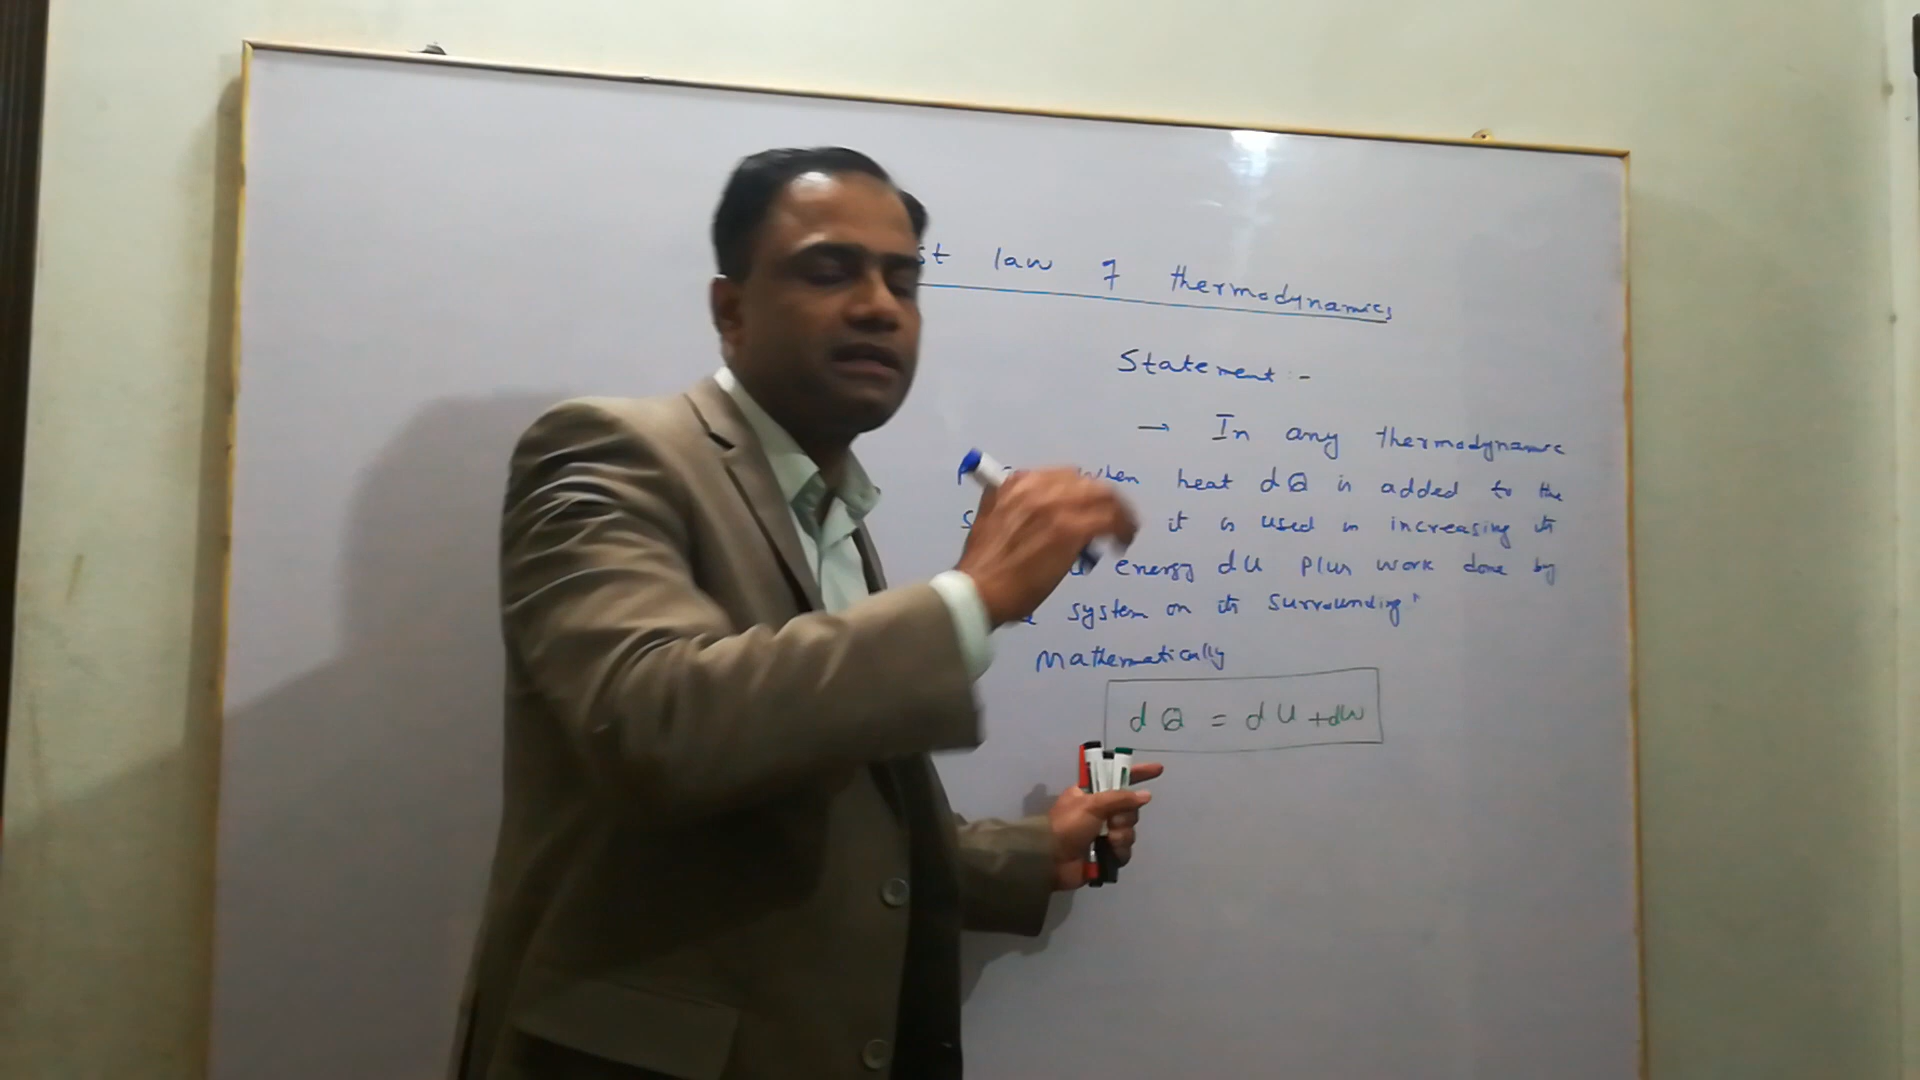 st law of thermodynamics
Statement :-
→ In any thermodynamic
When heat dQ is added to the
it is used in increasing its
energy dU plus work done by
system on its surrounding"
Mathematically
dQ = dU + dW